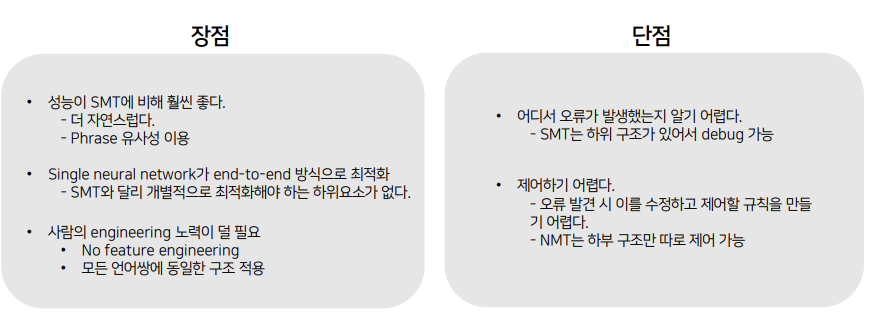 장점
• 성능이 SMT에 비해 훨씬 좋다.
- 더 자연스럽다.
- Phrase 유사성 이용
• Single neural network가 end-to-end 방식으로 최적화
- SMT와 달리 개별적으로 최적화해야 하는 하위요소가 없다.
• 사람의 engineering 노력이 덜 필요
• No feature engineering
• 모든 언어쌍에 동일한 구조 적용
단점
• 어디서 오류가 발생했는지 알기 어렵다.
- SMT는 하위 구조가 있어서 debug 가능
• 제어하기 어렵다.
- 오류 발견 시 이를 수정하고 제어할 규칙을 만들
기 어렵다.
- NMT는 하부 구조만 따로 제어 가능